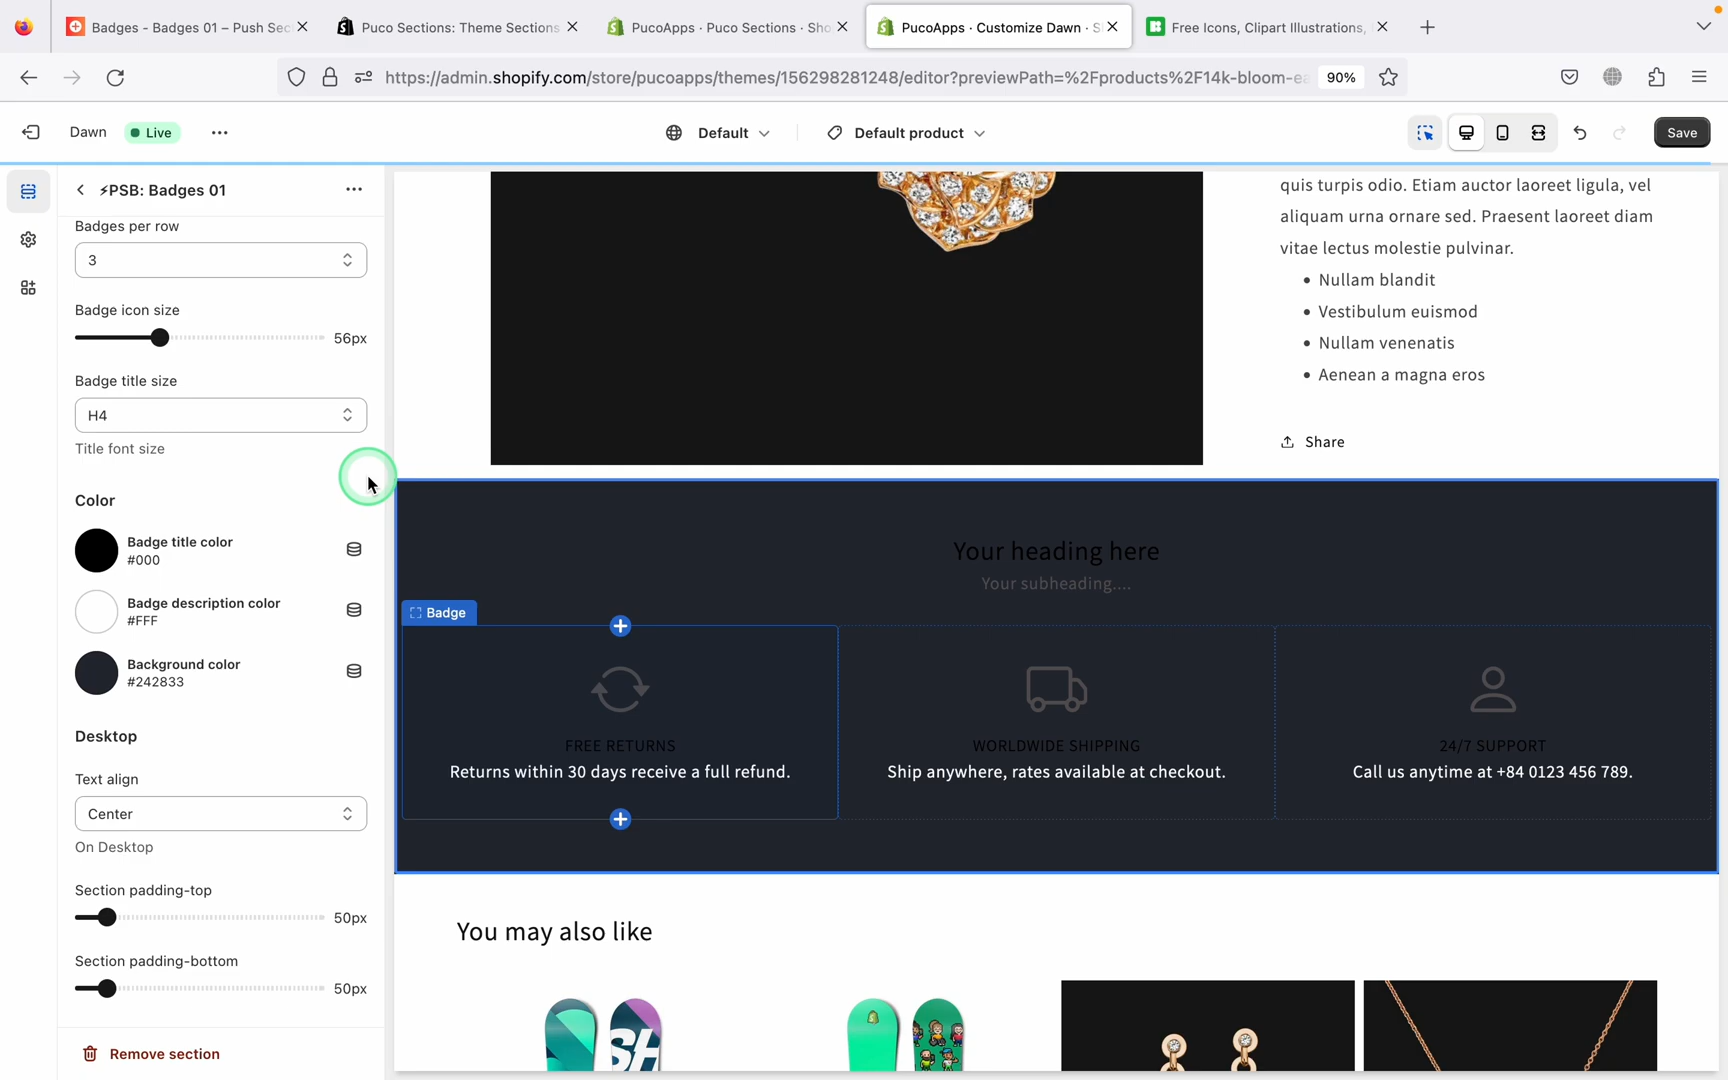 Badges - Badges 01 – Push Sec
Puco Sections: Theme Sections
PucoApps · Puco Sections · Sho
PucoApps · Customize Dawn · S
Free Icons, Clipart Illustrations,
https://admin.shopify.com/store/pucoapps/themes/156298281248/editor?previewPath=%2Fproducts%2F14k-bloom-ea
90%
Dawn
Live
Default
Default product
Save
⚡PSB: Badges 01
Badges per row
3
Badge icon size
56px
Badge title size
H4
Title font size
Color
Badge title color
#000
Badge description color
#FFF
Background color
#242833
Desktop
Text align
Center
On Desktop
Section padding-top
50px
Section padding-bottom
50px
Remove section
quis turpis odio. Etiam auctor laoreet ligula, vel
aliquam urna ornare sed. Praesent laoreet diam
vitae lectus molestie pulvinar.
Nullam blandit
Vestibulum euismod
Nullam venenatis
Aenean a magna eros
Share
Your heading here
Your subheading....
Badge
FREE RETURNS
Returns within 30 days receive a full refund.
WORLDWIDE SHIPPING
Ship anywhere, rates available at checkout.
24/7 SUPPORT
Call us anytime at +84 0123 456 789.
You may also like